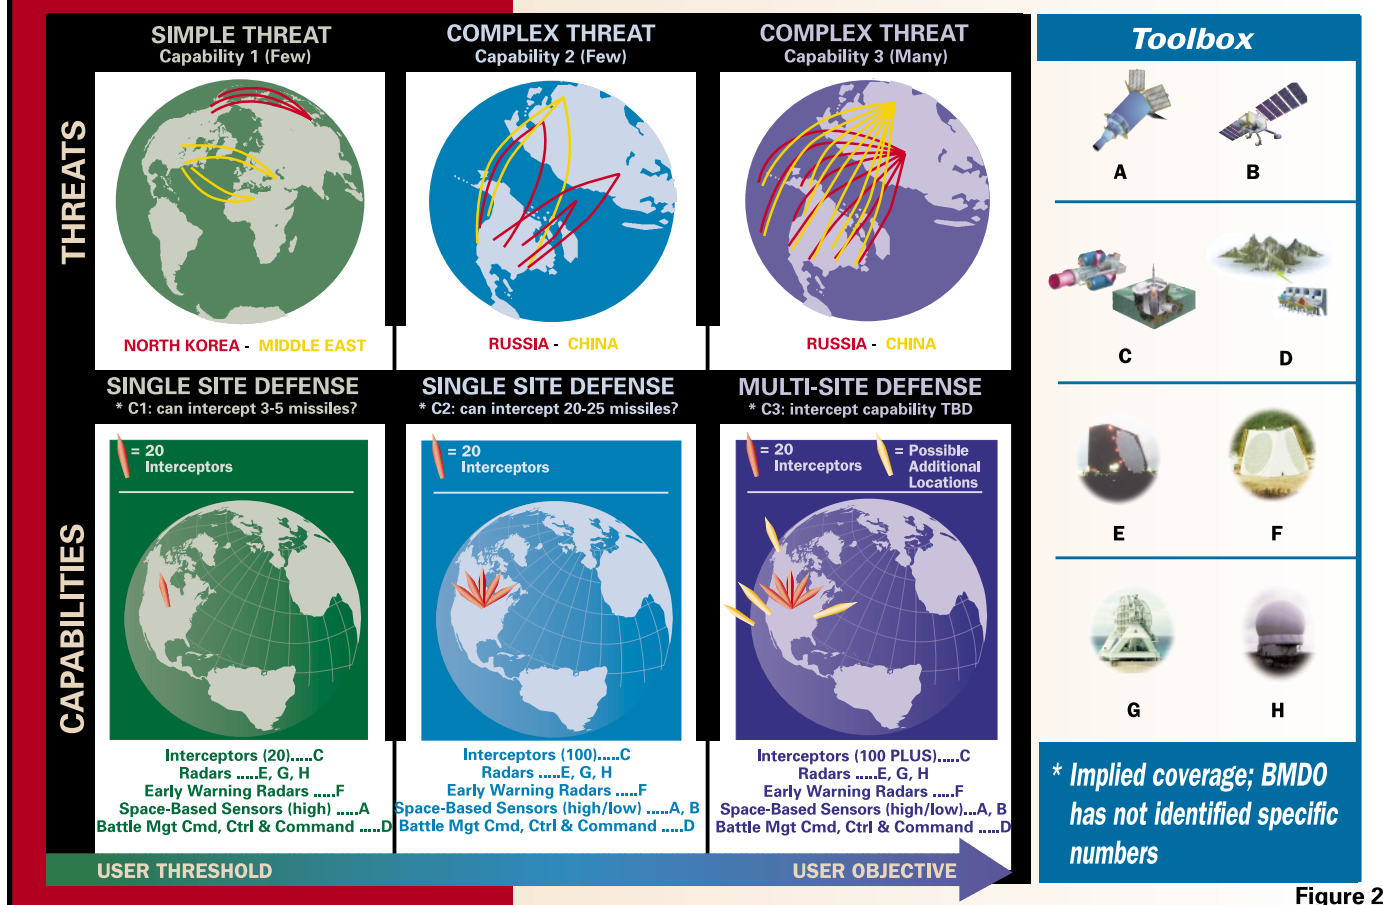 SIMPLE THREAT
Capability 1 (Few)
COMPLEX THREAT
Capability 2 (Few)
COMPLEX THREAT
Capability 3 (Many)
THREATS
NORTH KOREA - MIDDLE EAST
RUSSIA - CHINA
RUSSIA - CHINA
SINGLE SITE DEFENSE
* C1: can intercept 3-5 missiles?
SINGLE SITE DEFENSE
* C2: can intercept 20-25 missiles?
MULTI-SITE DEFENSE
* C3: intercept capability TBD
CAPABILITIES
= 20
Interceptors
= 20
Interceptors
= 20
Interceptors
= Possible
Additional
Locations
Interceptors (20).....C
Radars .....E, G, H
Early Warning Radars .....F
Space-Based Sensors (high) .....A
Battle Mgt Cmd, Ctrl & Command .....D
Interceptors (100).....C
Radars .....E, G, H
Early Warning Radars .....F
Space-Based Sensors (high/low) .....A, B
Battle Mgt Cmd, Ctrl & Command .....D
Interceptors (100 PLUS).....C
Radars .....E, G, H
Early Warning Radars .....F
Space-Based Sensors (high/low)...A, B
Battle Mgt Cmd, Ctrl & Command .....D
USER THRESHOLD
USER OBJECTIVE
Toolbox
A
B
C
D
E
F
G
H
* Implied coverage; BMDO
has not identified specific
numbers
Figure 2